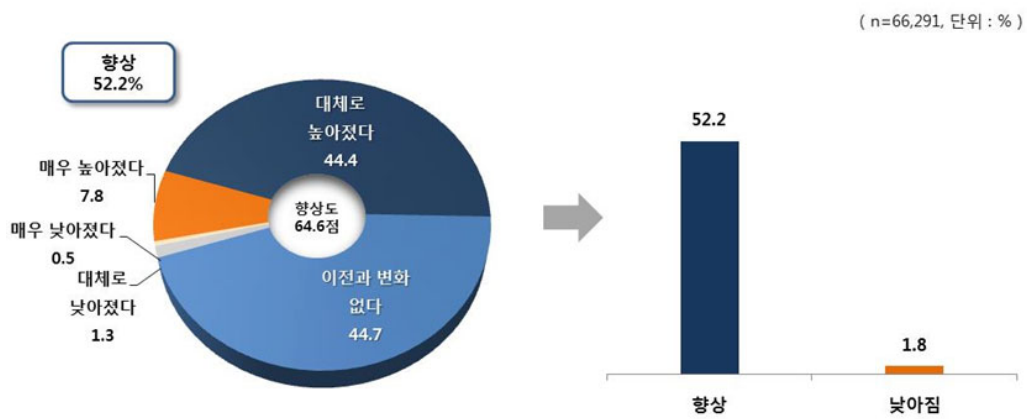 ( n=66,291, 단위 : % )
향상
52.2%
대체로
높아졌다
44.4
매우 높아졌다
7.8
매우 낮아졌다
0.5
대체로
낮아졌다
1.3
향상도
64.6점
이전과 변화
없다
44.7
52.2
1.8
향상
낮아짐